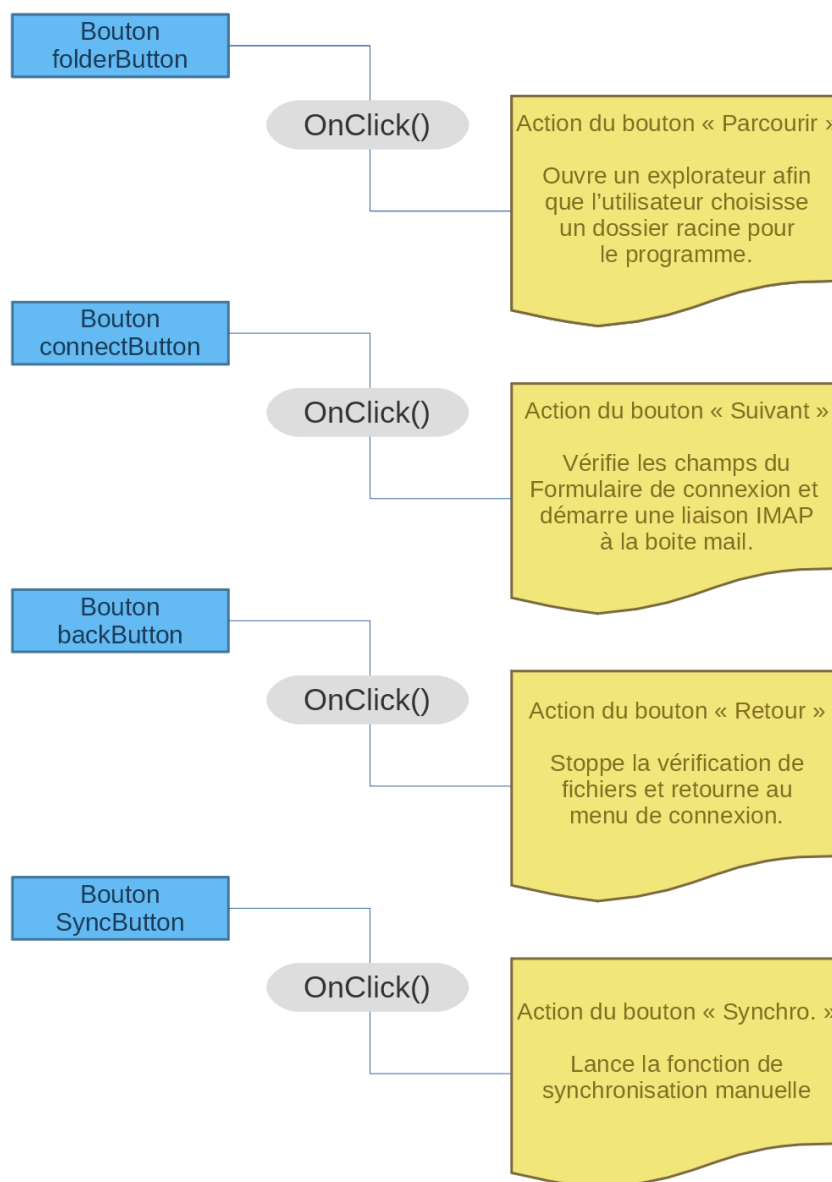 Bouton
folderButton
OnClick()
Action du bouton « Parcourir »
Ouvre un explorateur afin
que l’utilisateur choisisse
un dossier racine pour
le programme.
Bouton
connectButton
OnClick()
Action du bouton « Suivant »
Vérifie les champs du
Formulaire de connexion et
démarre une liaison IMAP
à la boite mail.
Bouton
backButton
OnClick()
Action du bouton « Retour »
Stoppe la vérification de
fichiers et retourne au
menu de connexion.
Bouton
SyncButton
OnClick()
Action du bouton « Synchro. »
Lance la fonction de
synchronisation manuelle